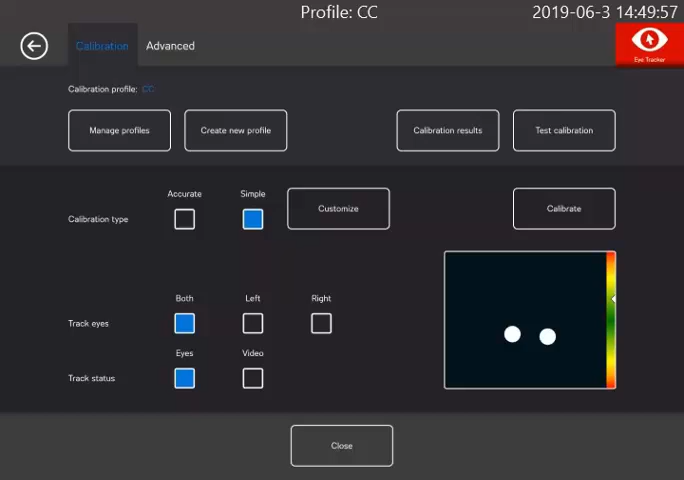 Profile: CC
2019-06-3 14:49:57
Calibration
Advanced
Eye Tracker
Calibration profile: CC
Manage profiles
Create new profile
Calibration results
Test calibration
Accurate
Simple
Calibration type
Customize
Calibrate
Both
Left
Right
Track eyes
Eyes
Video
Track status
Close